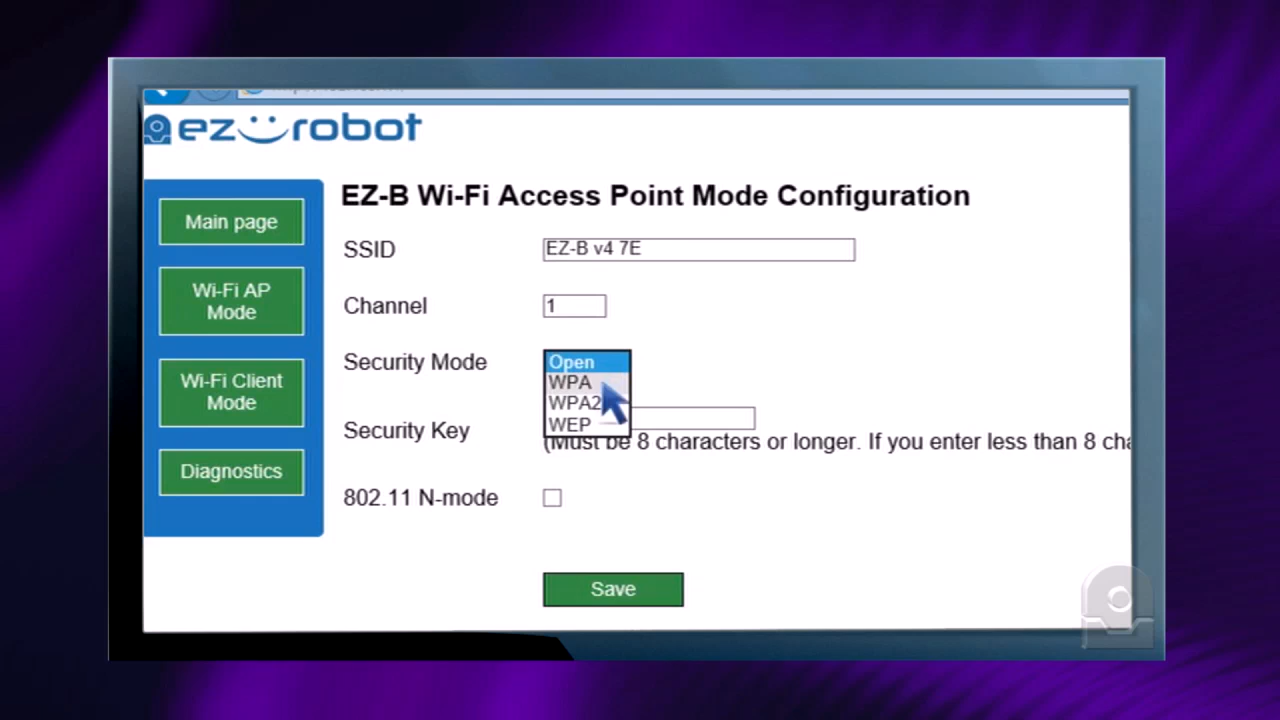 ez robot
EZ-B Wi-Fi Access Point Mode Configuration
Main page
Wi-Fi AP
Mode
Wi-Fi Client
Mode
Diagnostics
SSID
EZ-B v4 7E
Channel
1
Security Mode
Open
WPA
WPA2
WEP
Security Key
(Must be 8 characters or longer. If you enter less than 8 cha
802.11 N-mode
Save